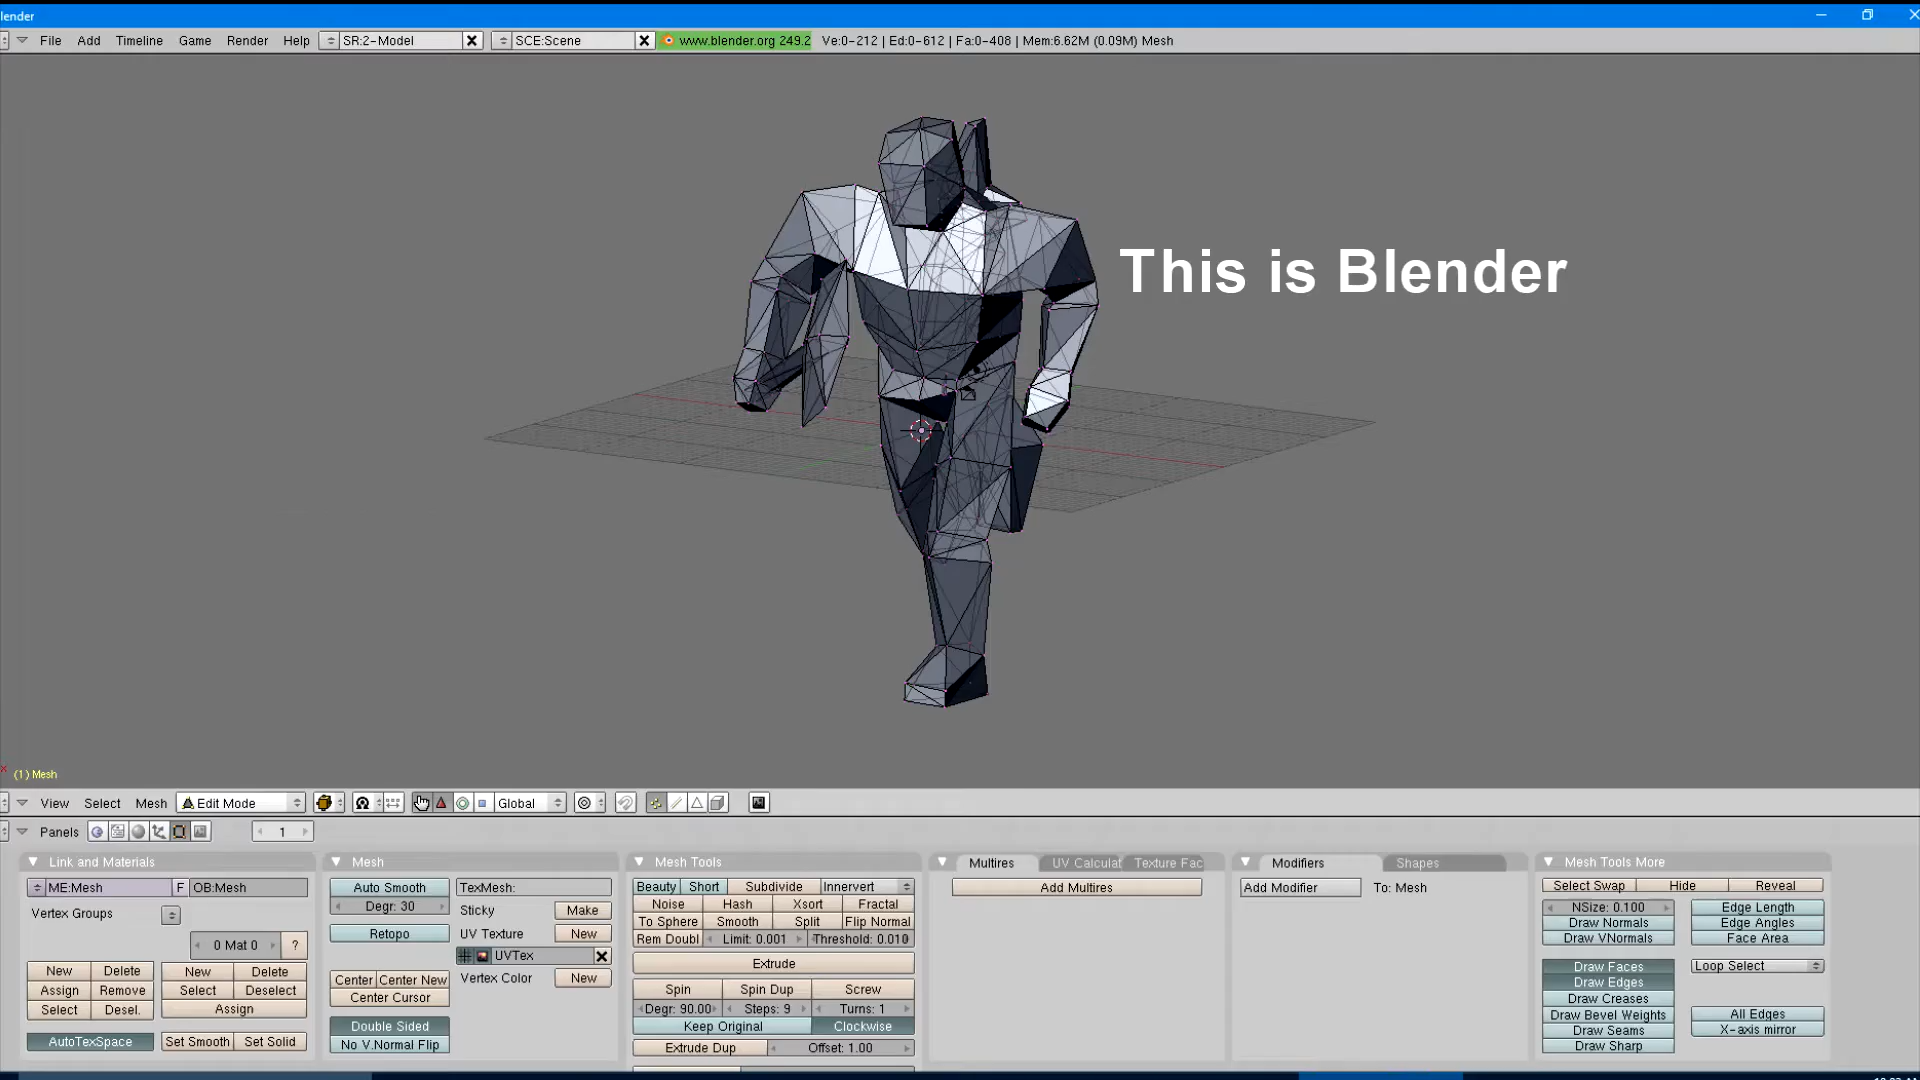 lender
File Add Timeline Game Render Help SR:2-Model SCE:Scene www.blender.org 249.2 Ve:0-212 | Ed:0-612 | Fa:0-408 | Mem:6.62M (0.09M) Mesh
This is Blender
(1) Mesh
View Select Mesh Edit Mode Global
Panels 1
Link and Materials
ME:Mesh F OB:Mesh
Vertex Groups
0 Mat 0 ?
New Delete New Delete
Assign Remove Select Deselect
Select Desel. Assign
AutoTexSpace Set Smooth Set Solid
Mesh
Auto Smooth TexMesh:
Degr: 30 Sticky Make
Retopo UV Texture New
UVTex
Center Center New Vertex Color New
Center Cursor
Double Sided
No V.Normal Flip
Mesh Tools
Beauty Short Subdivide Innervert
Noise Hash Xsort Fractal
To Sphere Smooth Split Flip Normal
Rem Doubl Limit: 0.001 Threshold: 0.010
Extrude
Spin Spin Dup Screw
Degr: 90.00 Steps: 9 Turns: 1
Keep Original Clockwise
Extrude Dup Offset: 1.00
Multires UV Calculat Texture Fac
Add Multires
Modifiers Shapes
Add Modifier To: Mesh
Mesh Tools More
Select Swap Hide Reveal
NSize: 0.100 Edge Length
Draw Normals Edge Angles
Draw VNormals Face Area
Draw Faces Loop Select
Draw Edges
Draw Creases
Draw Bevel Weights All Edges
Draw Seams X-axis mirror
Draw Sharp